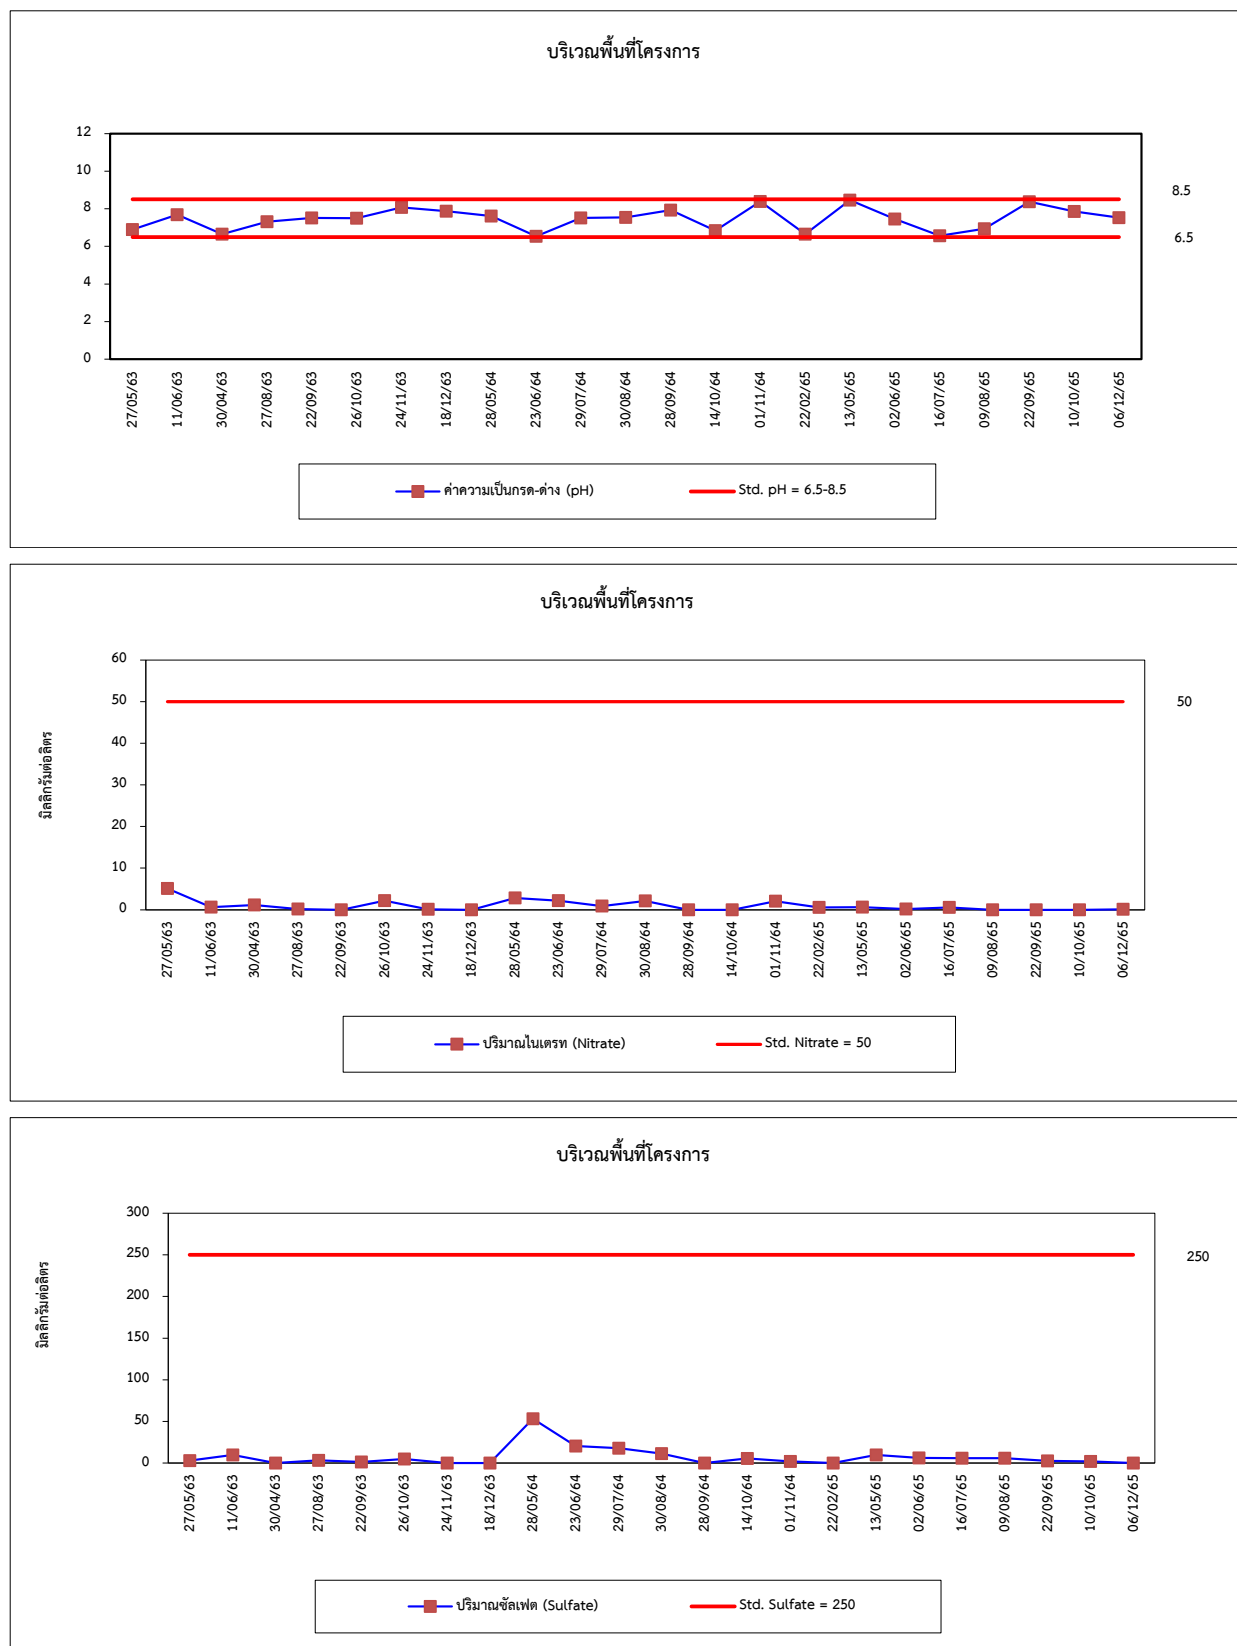 บริเวณพื้นที่โครงการ
12
10
8
6
4
2
0
8.5
6.5
27/05/63 11/06/63 30/04/63 27/08/63 22/09/63 26/10/63 24/11/63 18/12/63 28/05/64 23/06/64 29/07/64 30/08/64 28/09/64 14/10/64 01/11/64 22/02/65 13/05/65 02/06/65 16/07/65 09/08/65 22/09/65 10/10/65 06/12/65
ค่าความเป็นกรด-ด่าง (pH) Std. pH = 6.5-8.5
บริเวณพื้นที่โครงการ
มิลลิกรัมต่อลิตร
60
50
40
30
20
10
0
50
27/05/63 11/06/63 30/04/63 27/08/63 22/09/63 26/10/63 24/11/63 18/12/63 28/05/64 23/06/64 29/07/64 30/08/64 28/09/64 14/10/64 01/11/64 22/02/65 13/05/65 02/06/65 16/07/65 09/08/65 22/09/65 10/10/65 06/12/65
ปริมาณไนเตรท (Nitrate) Std. Nitrate = 50
บริเวณพื้นที่โครงการ
มิลลิกรัมต่อลิตร
300
250
200
150
100
50
0
250
27/05/63 11/06/63 30/04/63 27/08/63 22/09/63 26/10/63 24/11/63 18/12/63 28/05/64 23/06/64 29/07/64 30/08/64 28/09/64 14/10/64 01/11/64 22/02/65 13/05/65 02/06/65 16/07/65 09/08/65 22/09/65 10/10/65 06/12/65
ปริมาณซัลเฟต (Sulfate) Std. Sulfate = 250